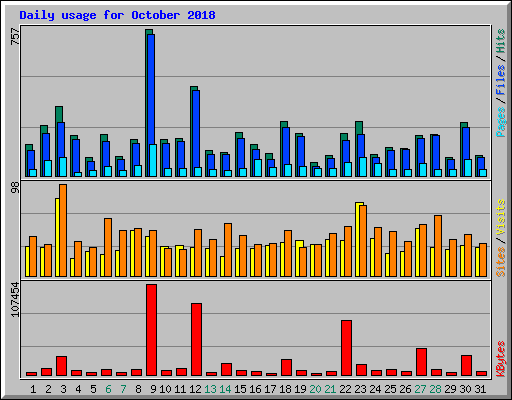 Daily usage for October 2018
757
Pages / Files / Hits
98
Sites / Visits
107454
KBytes
1 2 3 4 5 6 7 8 9 10 11 12 13 14 15 16 17 18 19 20 21 22 23 24 25 26 27 28 29 30 31